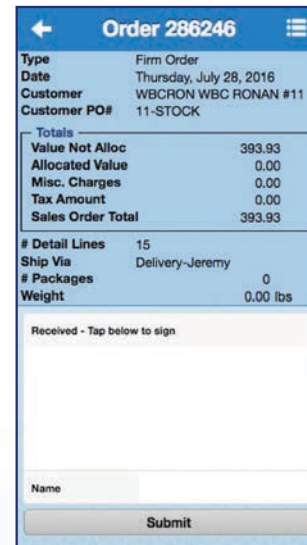 Order 286246
Type Firm Order
Date Thursday, July 28, 2016
Customer WBCRON WBC RONAN #11
Customer PO# 11-STOCK
Totals
Value Not Alloc 393.93
Allocated Value 0.00
Misc. Charges 0.00
Tax Amount 0.00
Sales Order Total 393.93
# Detail Lines 15
Ship Via Delivery-Jeremy
# Packages 0
Weight 0.00 lbs
Received - Tap below to sign
Name
Submit